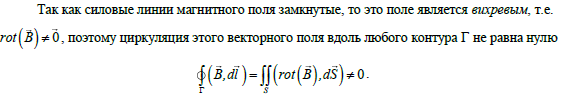 Так как силовые линии магнитного поля замкнутые, то это поле является вихревым, т.е.
rot(B⃗)≠0⃗, поэтому циркуляция этого векторного поля вдоль любого контура Γ не равна нулю
∮_Γ(B⃗,dl⃗)=∬_S(rot(B⃗),dS⃗)≠0.